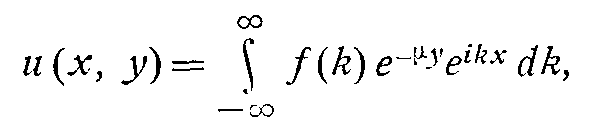 u (x, y) = ∫_{−∞}^{∞} f (k) e^{−μy} e^{ikx} dk,